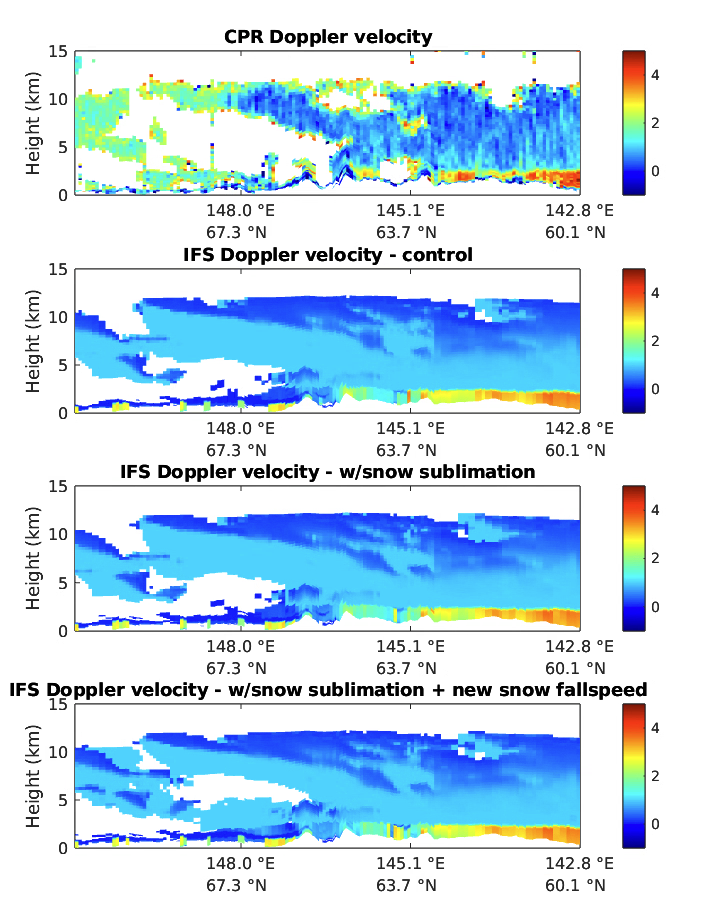 CPR Doppler velocity
15
10
5
0
Height (km)
4
2
0
148.0 °E 145.1 °E 142.8 °E
67.3 °N 63.7 °N 60.1 °N
IFS Doppler velocity - control
15
10
5
0
Height (km)
4
2
0
148.0 °E 145.1 °E 142.8 °E
67.3 °N 63.7 °N 60.1 °N
IFS Doppler velocity - w/snow sublimation
15
10
5
0
Height (km)
4
2
0
148.0 °E 145.1 °E 142.8 °E
67.3 °N 63.7 °N 60.1 °N
IFS Doppler velocity - w/snow sublimation + new snow fallspeed
15
10
5
0
Height (km)
4
2
0
148.0 °E 145.1 °E 142.8 °E
67.3 °N 63.7 °N 60.1 °N